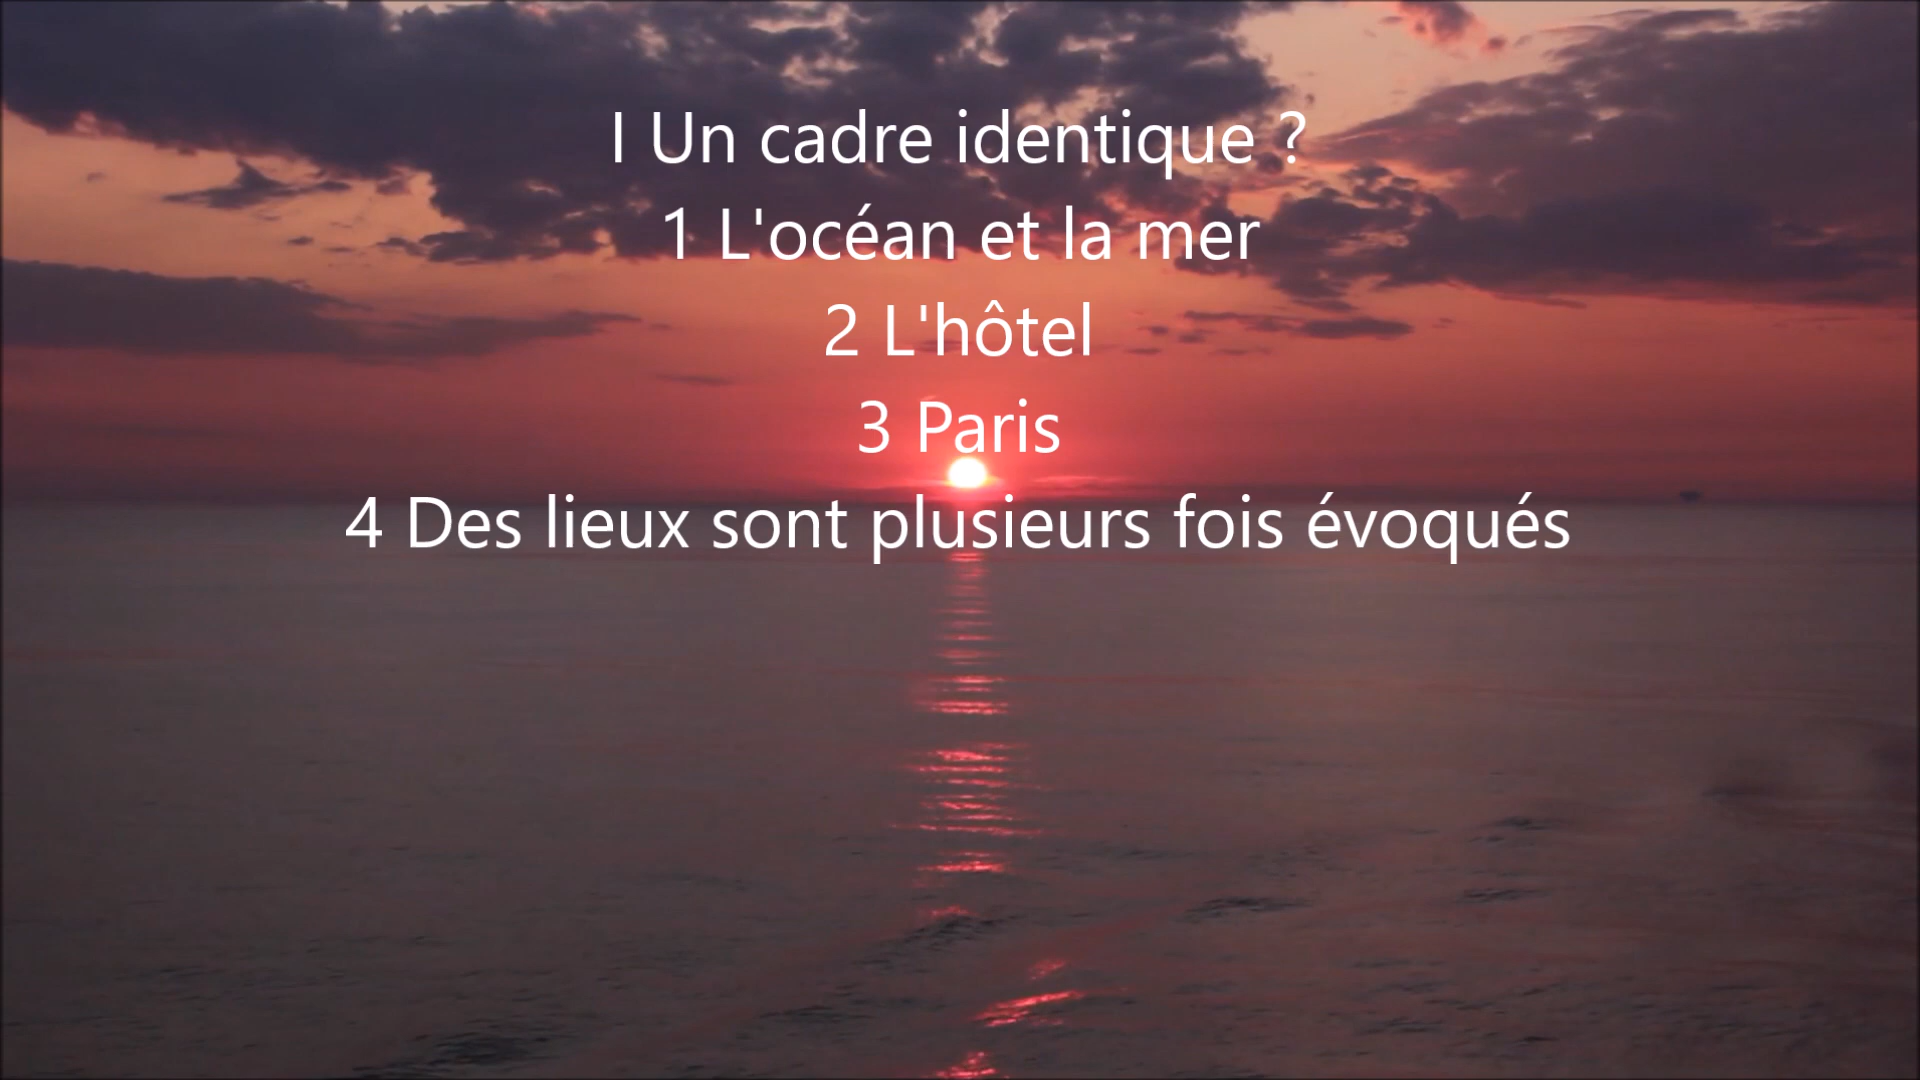 I Un cadre identique ?
1 L'océan et la mer
2 L'hôtel
3 Paris
4 Des lieux sont plusieurs fois évoqués